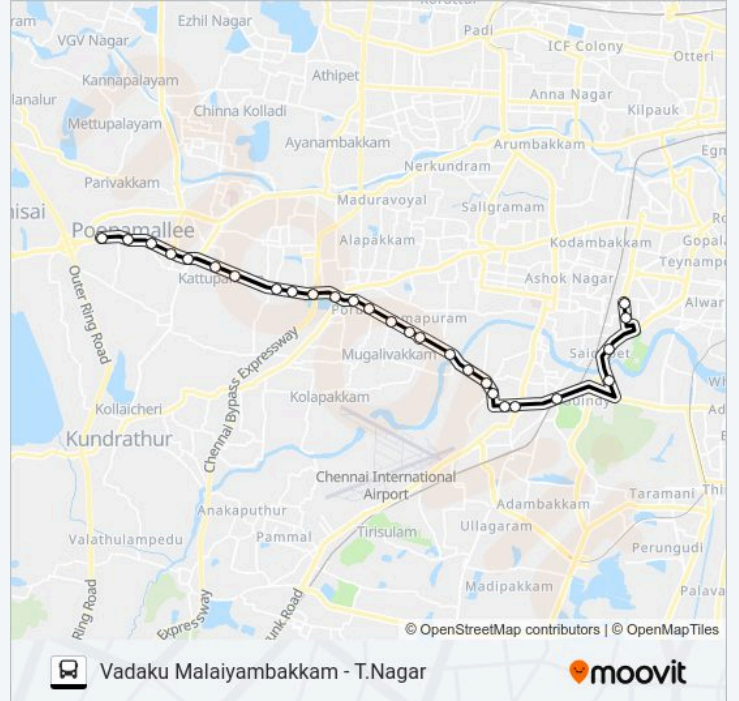 Korattur
Ezhil Nagar
Padi
VGV Nagar
ICF Colony
Otteri
Athipet
Kannapalayam
Anna Nagar
Chinna Kolladi
Kilpauk
Mettupalayam
Ayanambakkam
Arumbakkam
Nerkundram
Parivakkam
Maduravoyal
Saligramam
Poonamallee
Alapakkam
Kodambakkam
Ashok Nagar
Outer Ring Road
Mugalivakkam
Kolapakkam
Chennai Bypass Expressway
Kollaicheri
Kundrathur
Chennai International
Airport
Anakaputhur
Adambakkam
Taramani
Ullagaram
Valathulampedu
Pammal
Tirisulam
Perungudi
Madipakkam
Ring Road
Expressway
© OpenStreetMap contributors | © OpenMapTiles
Vadaku Malaiyambakkam - T.Nagar
moovit